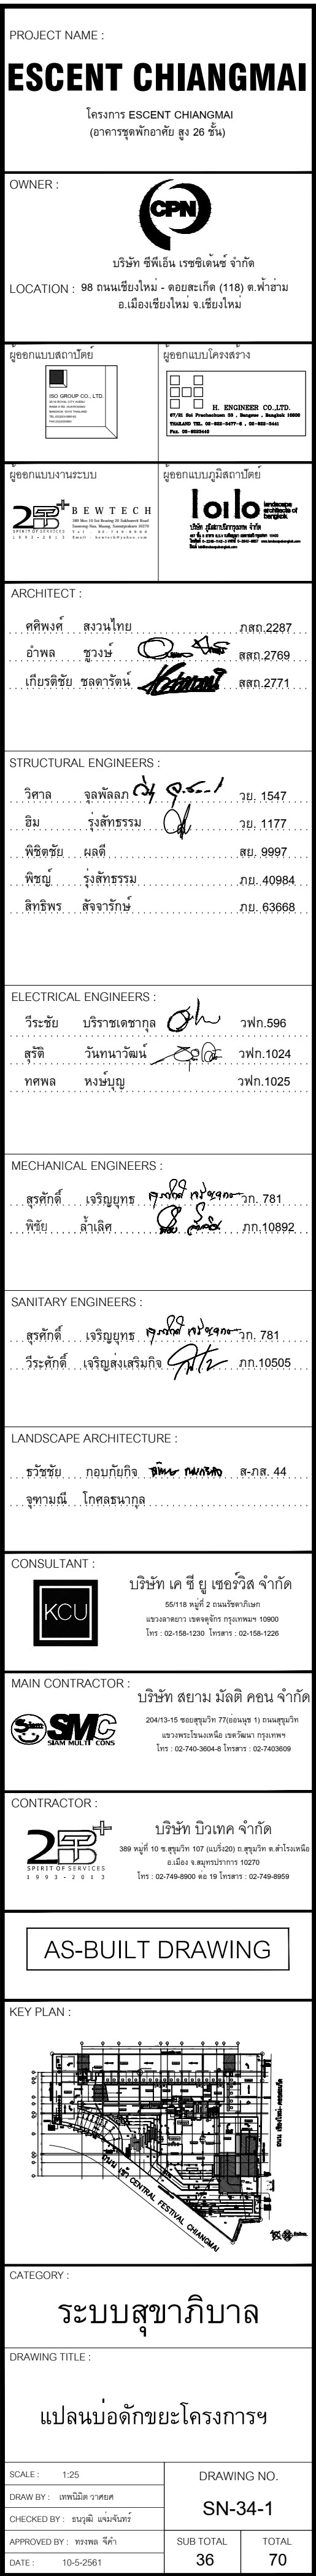 PROJECT NAME :
ESCENT CHIANGMAI
โครงการ ESCENT CHIANGMAI
(อาคารชุดพักอาศัย สูง 26 ชั้น)
OWNER :
CPN
บริษัท ซีพีเอ็น เรซซิเด้นซ์ จำกัด
LOCATION : 98 ถนนเชียงใหม่ - ดอยสะเก็ด (118) ต.ฟ้าฮ่าม
อ.เมืองเชียงใหม่ จ.เชียงใหม่
ผู้ออกแบบสถาปัตย์
ผู้ออกแบบโครงสร้าง
ISO GROUP CO., LTD.
H. ENGINEER CO.,LTD.
ผู้ออกแบบงานระบบ
ผู้ออกแบบภูมิสถาปัตย์
BEWTECH
SPIRIT OF SERVICES
1993-2013
landscape
architects of
bangkok
ARCHITECT :
ศศิพงศ์ สงวนไทย ภสถ.2287
อำพล ชูวงษ์ สสถ.2769
เกียรติชัย ชลดารัตน์ สสถ.2771
STRUCTURAL ENGINEERS :
วิศาล จุลพัลลภ วย. 1547
ฮิม รุ่งสัทธรรม วย. 1177
พิชิตชัย ผลดี สย. 9997
พิชญ์ รุ่งสัทธรรม ภย. 40984
สิทธิพร สัจจารักษ์ ภย. 63668
ELECTRICAL ENGINEERS :
วีระชัย บริราชเดชากุล วฟก.596
สุรัติ วันทนาวัฒน์ วฟก.1024
ทศพล หงษ์บุญ วฟก.1025
MECHANICAL ENGINEERS :
สุรศักดิ์ เจริญยุทธ วก. 781
พิชัย ล้ำเลิศ ภก.10892
SANITARY ENGINEERS :
สุรศักดิ์ เจริญยุทธ วก. 781
วีระศักดิ์ เจริญส่งเสริมกิจ ภก.10505
LANDSCAPE ARCHITECTURE :
ธวัชชัย กอบกัยกิจ ส-ภส. 44
จุฑามณี โกศลธนากุล
CONSULTANT :
KCU
บริษัท เค ซี ยู เซอร์วิส จำกัด
55/118 หมู่ที่ 2 ถนนรัชดาภิเษก
แขวงลาดยาว เขตจตุจักร กรุงเทพมฯ 10900
โทร : 02-158-1230 โทรสาร : 02-158-1226
MAIN CONTRACTOR :
SMC
SIAM MULTI CONS
บริษัท สยาม มัลติ คอน จำกัด
204/13-15 ซอยสุขุมวิท 77(อ่อนนุช 1) ถนนสุขุมวิท
แขวงพระโขนงเหนือ เขตวัฒนา กรุงเทพฯ
โทร : 02-740-3604-8 โทรสาร : 02-7403609
CONTRACTOR :
SPIRIT OF SERVICES
1993-2013
บริษัท บิวเทค จำกัด
389 หมู่ที่ 10 ซ.สุขุมวิท 107 (แบริ่ง20) ถ.สุขุมวิท ต.สำโรงเหนือ
อ.เมือง จ.สมุทรปราการ 10270
โทร : 02-749-8900 ต่อ 19 โทรสาร : 02-749-8959
AS-BUILT DRAWING
KEY PLAN :
ถนน เข้า CENTRAL FESTIVAL CHIANGMAI
CATEGORY :
ระบบสุขาภิบาล
DRAWING TITLE :
แปลนบ่อดักขยะโครงการฯ
SCALE : 1:25
DRAWING NO.
DRAW BY : เทพนิมิต วาศยศ
SN-34-1
CHECKED BY : ธนวุฒิ แจ่มจันทร์
APPROVED BY : ทรงพล จีคำ
SUB TOTAL TOTAL
DATE : 10-5-2561
36 70